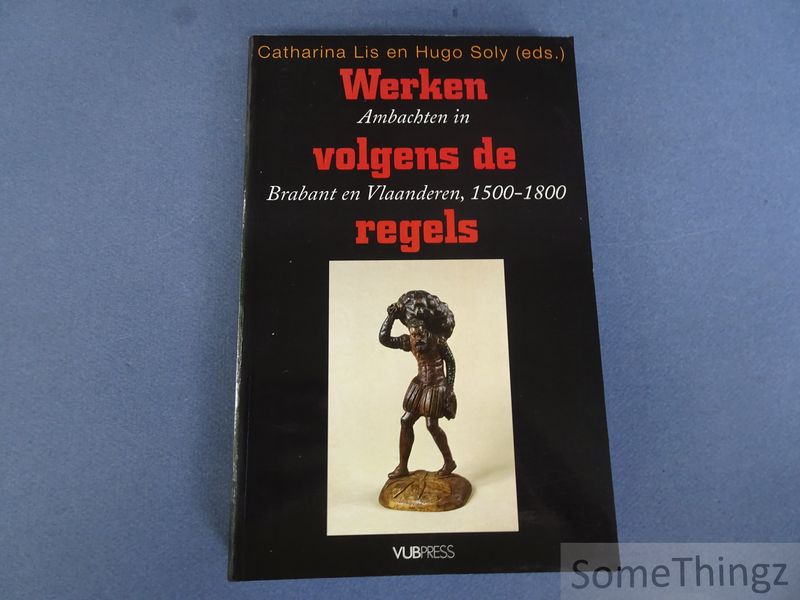 Catharina Lis en Hugo Soly (eds.)
Werken
Ambachten in
volgens de
Brabant en Vlaanderen, 1500-1800
regels
VUBPRESS
SomeThingz